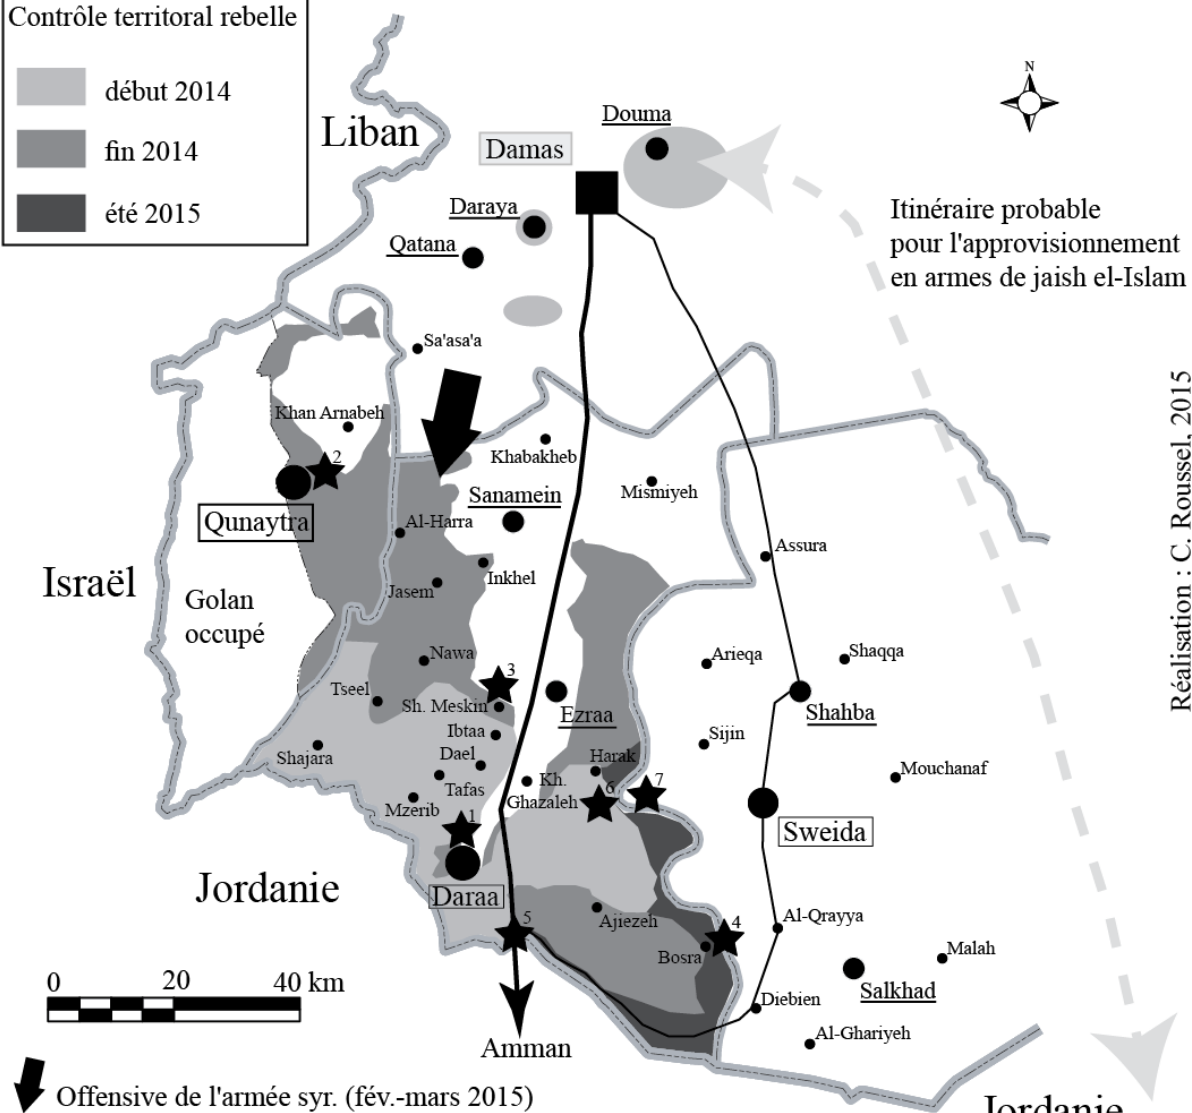 Contrôle territoral rebelle
début 2014
fin 2014
été 2015
N
Liban
Douma
Damas
Daraya
Qatana
Itinéraire probable
pour l'approvisionnement
en armes de jaish el-Islam
Sa'asa'a
Khan Arnabeh
2
Khabakheb
Sanamein
Mismiyeh
Qunaytra
Al-Harra
Assura
Inkhel
Israël
Jasem
Golan
occupé
Nawa
Arieqa
Shaqqa
3
Tseel
Sh. Meskin
Ezraa
Shahba
Ibtaa
Sijin
Shajara
Dael
Harak
Mouchanaf
Tafas
Kh.
Ghazaleh
6
7
Mzerib
1
Sweida
Jordanie
Daraa
5
Ajiezeh
4
Al-Qrayya
Bosra
Malah
Salkhad
Diebien
Al-Ghariyeh
0 20 40 km
Amman
Offensive de l'armée syr. (fév.-mars 2015)
Jordanie
Réalisation : C. Roussel, 2015